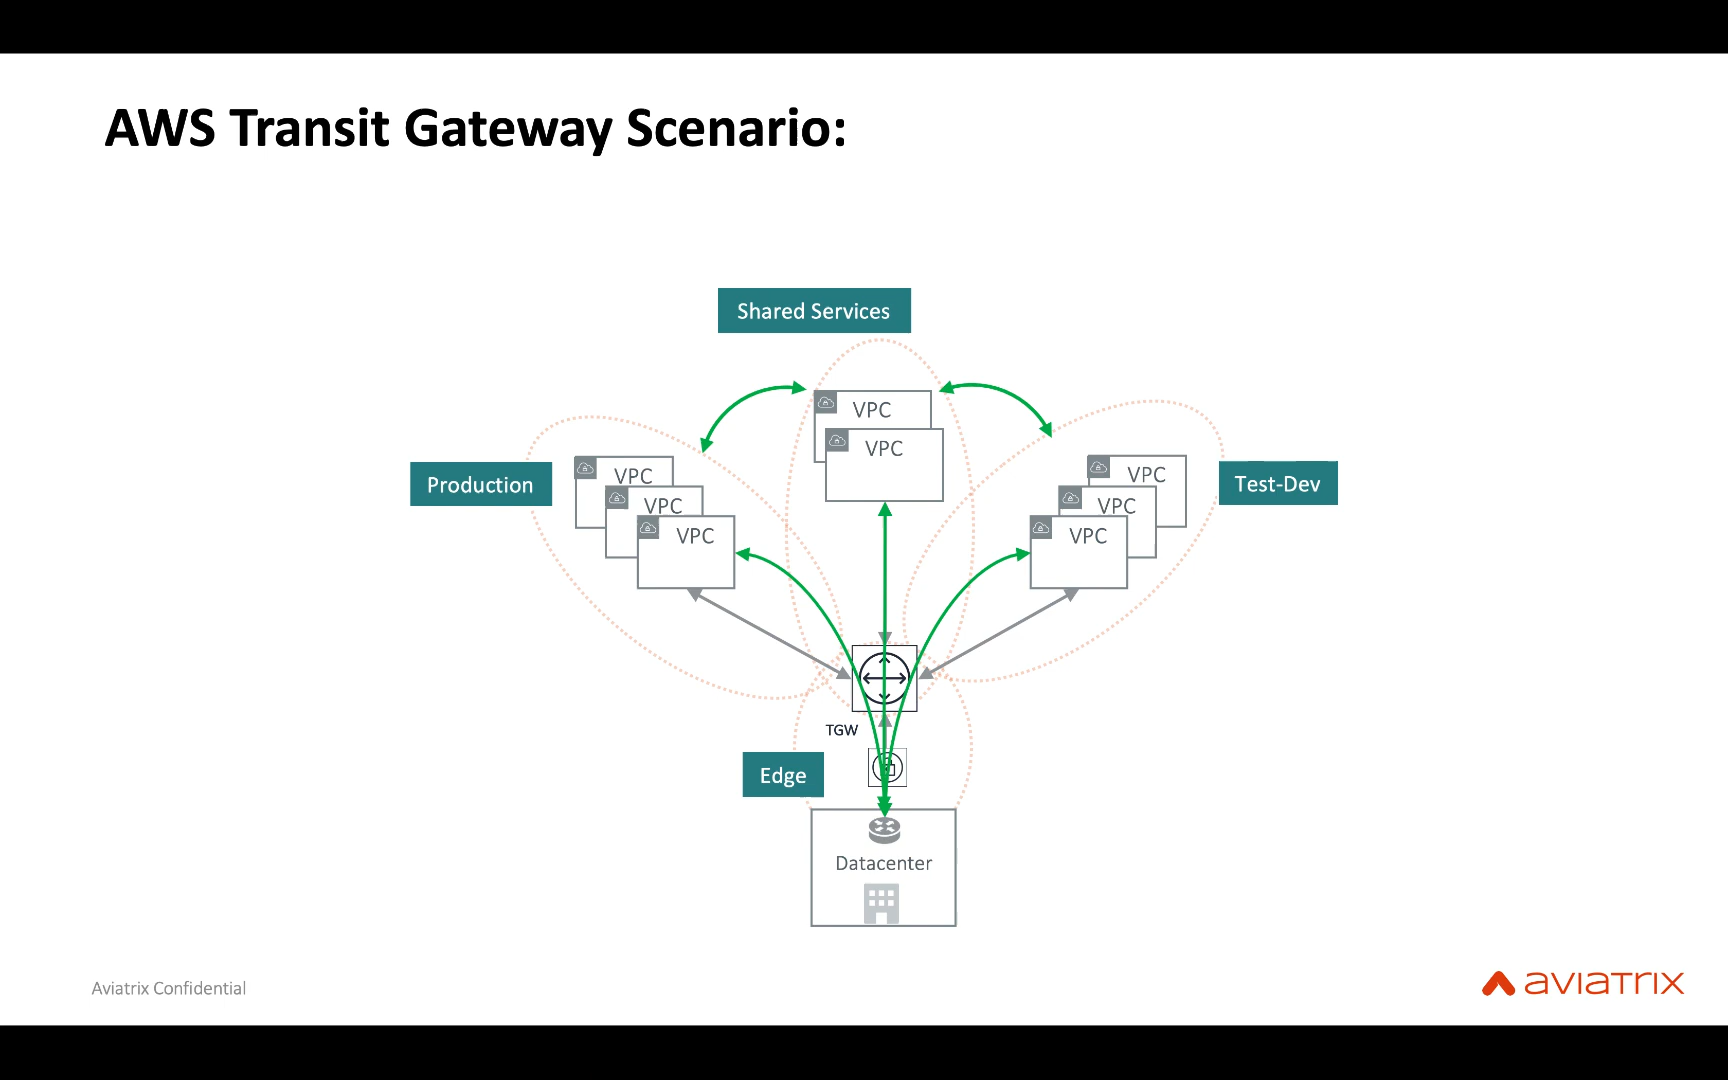 AWS Transit Gateway Scenario:
Shared Services
VPC
VPC
Production
VPC
VPC
VPC
VPC
VPC
VPC
Test-Dev
TGW
Edge
Datacenter
Aviatrix Confidential
aviatrix